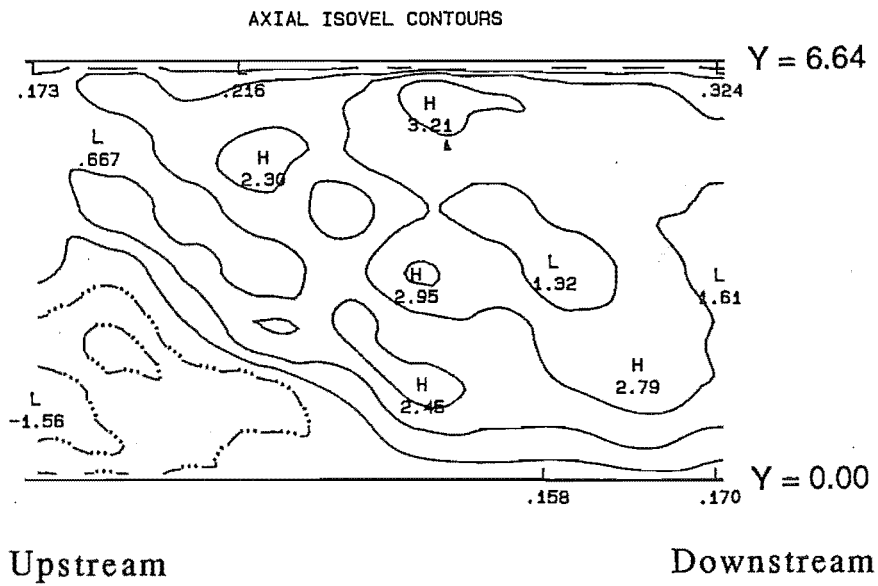 AXIAL ISOVEL CONTOURS
Y = 6.64
.173
.216
.324
H
3.21
L
.667
H
2.30
L
1.32
L
1.61
H
2.95
H
2.79
H
2.46
L
-1.56
Y = 0.00
.158
.170
Upstream
Downstream